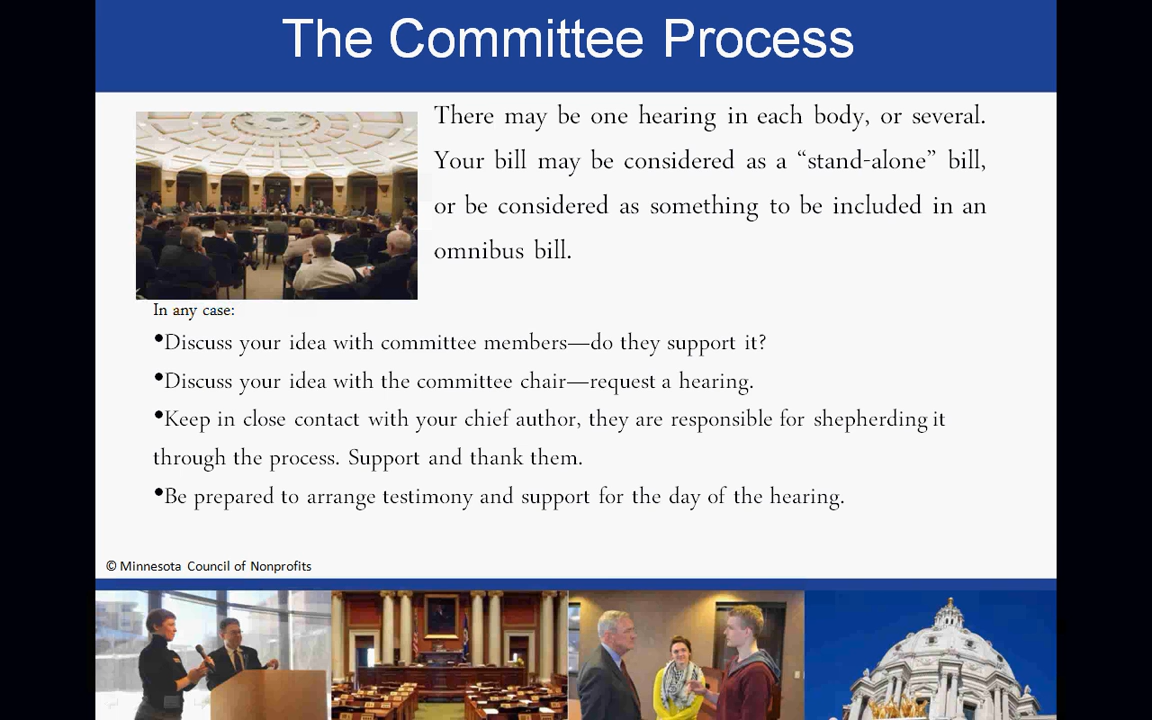 The Committee Process
There may be one hearing in each body, or several.
Your bill may be considered as a “stand-alone” bill,
or be considered as something to be included in an
omnibus bill.
In any case:
•Discuss your idea with committee members—do they support it?
•Discuss your idea with the committee chair—request a hearing.
•Keep in close contact with your chief author, they are responsible for shepherding it
through the process. Support and thank them.
•Be prepared to arrange testimony and support for the day of the hearing.
© Minnesota Council of Nonprofits